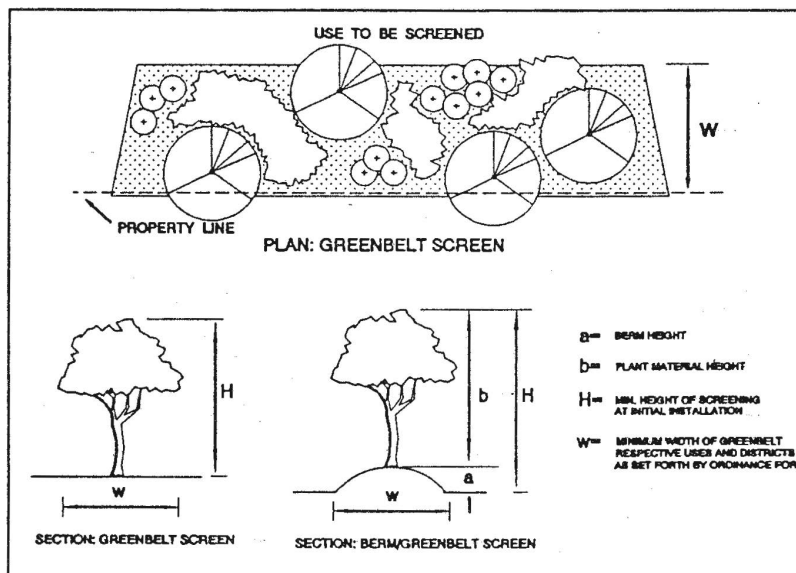 USE TO BE SCREENED
W
PROPERTY LINE
PLAN: GREENBELT SCREEN
H
w
SECTION: GREENBELT SCREEN
b
H
a
w
SECTION: BERM/GREENBELT SCREEN
a= BERM HEIGHT
b= PLANT MATERIAL HEIGHT
H= MIN. HEIGHT OF SCREENING
AT INITIAL INSTALLATION
w= MINIMUM WIDTH OF GREENBELT
RESPECTIVE USES AND DISTRICTS
AS SET FORTH BY ORDINANCE FOR